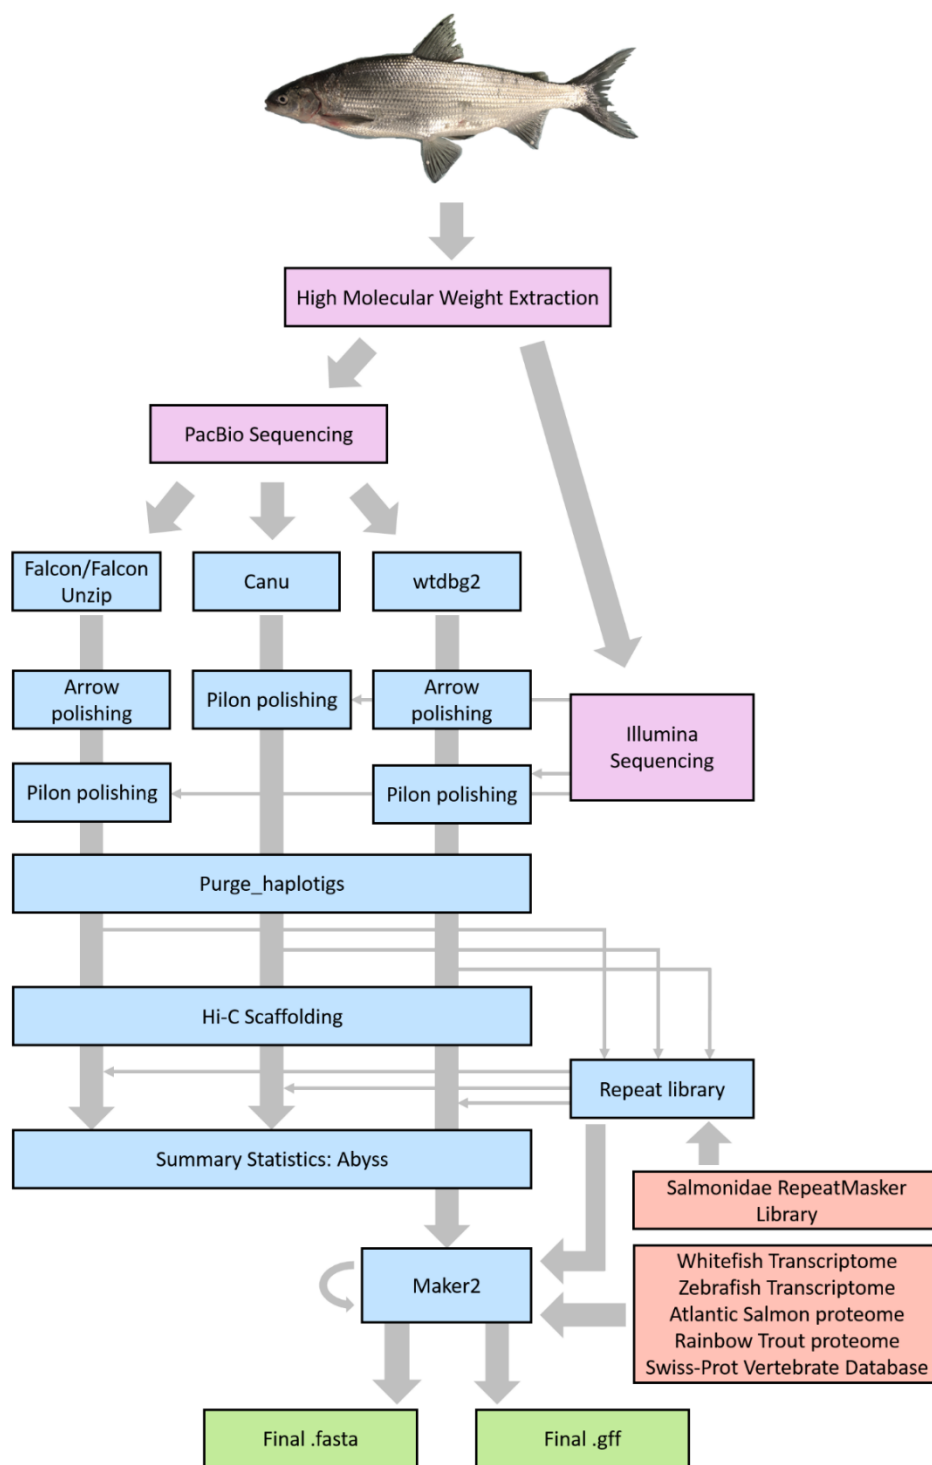 High Molecular Weight Extraction
PacBio Sequencing
Falcon/Falcon
Unzip
Canu
wtdbg2
Arrow
polishing
Pilon polishing
Arrow
polishing
Illumina
Sequencing
Pilon polishing
Pilon polishing
Purge_haplotigs
Hi-C Scaffolding
Repeat library
Summary Statistics: Abyss
Salmonidae RepeatMasker
Library
Maker2
Whitefish Transcriptome
Zebrafish Transcriptome
Atlantic Salmon proteome
Rainbow Trout proteome
Swiss-Prot Vertebrate Database
Final .fasta
Final .gff